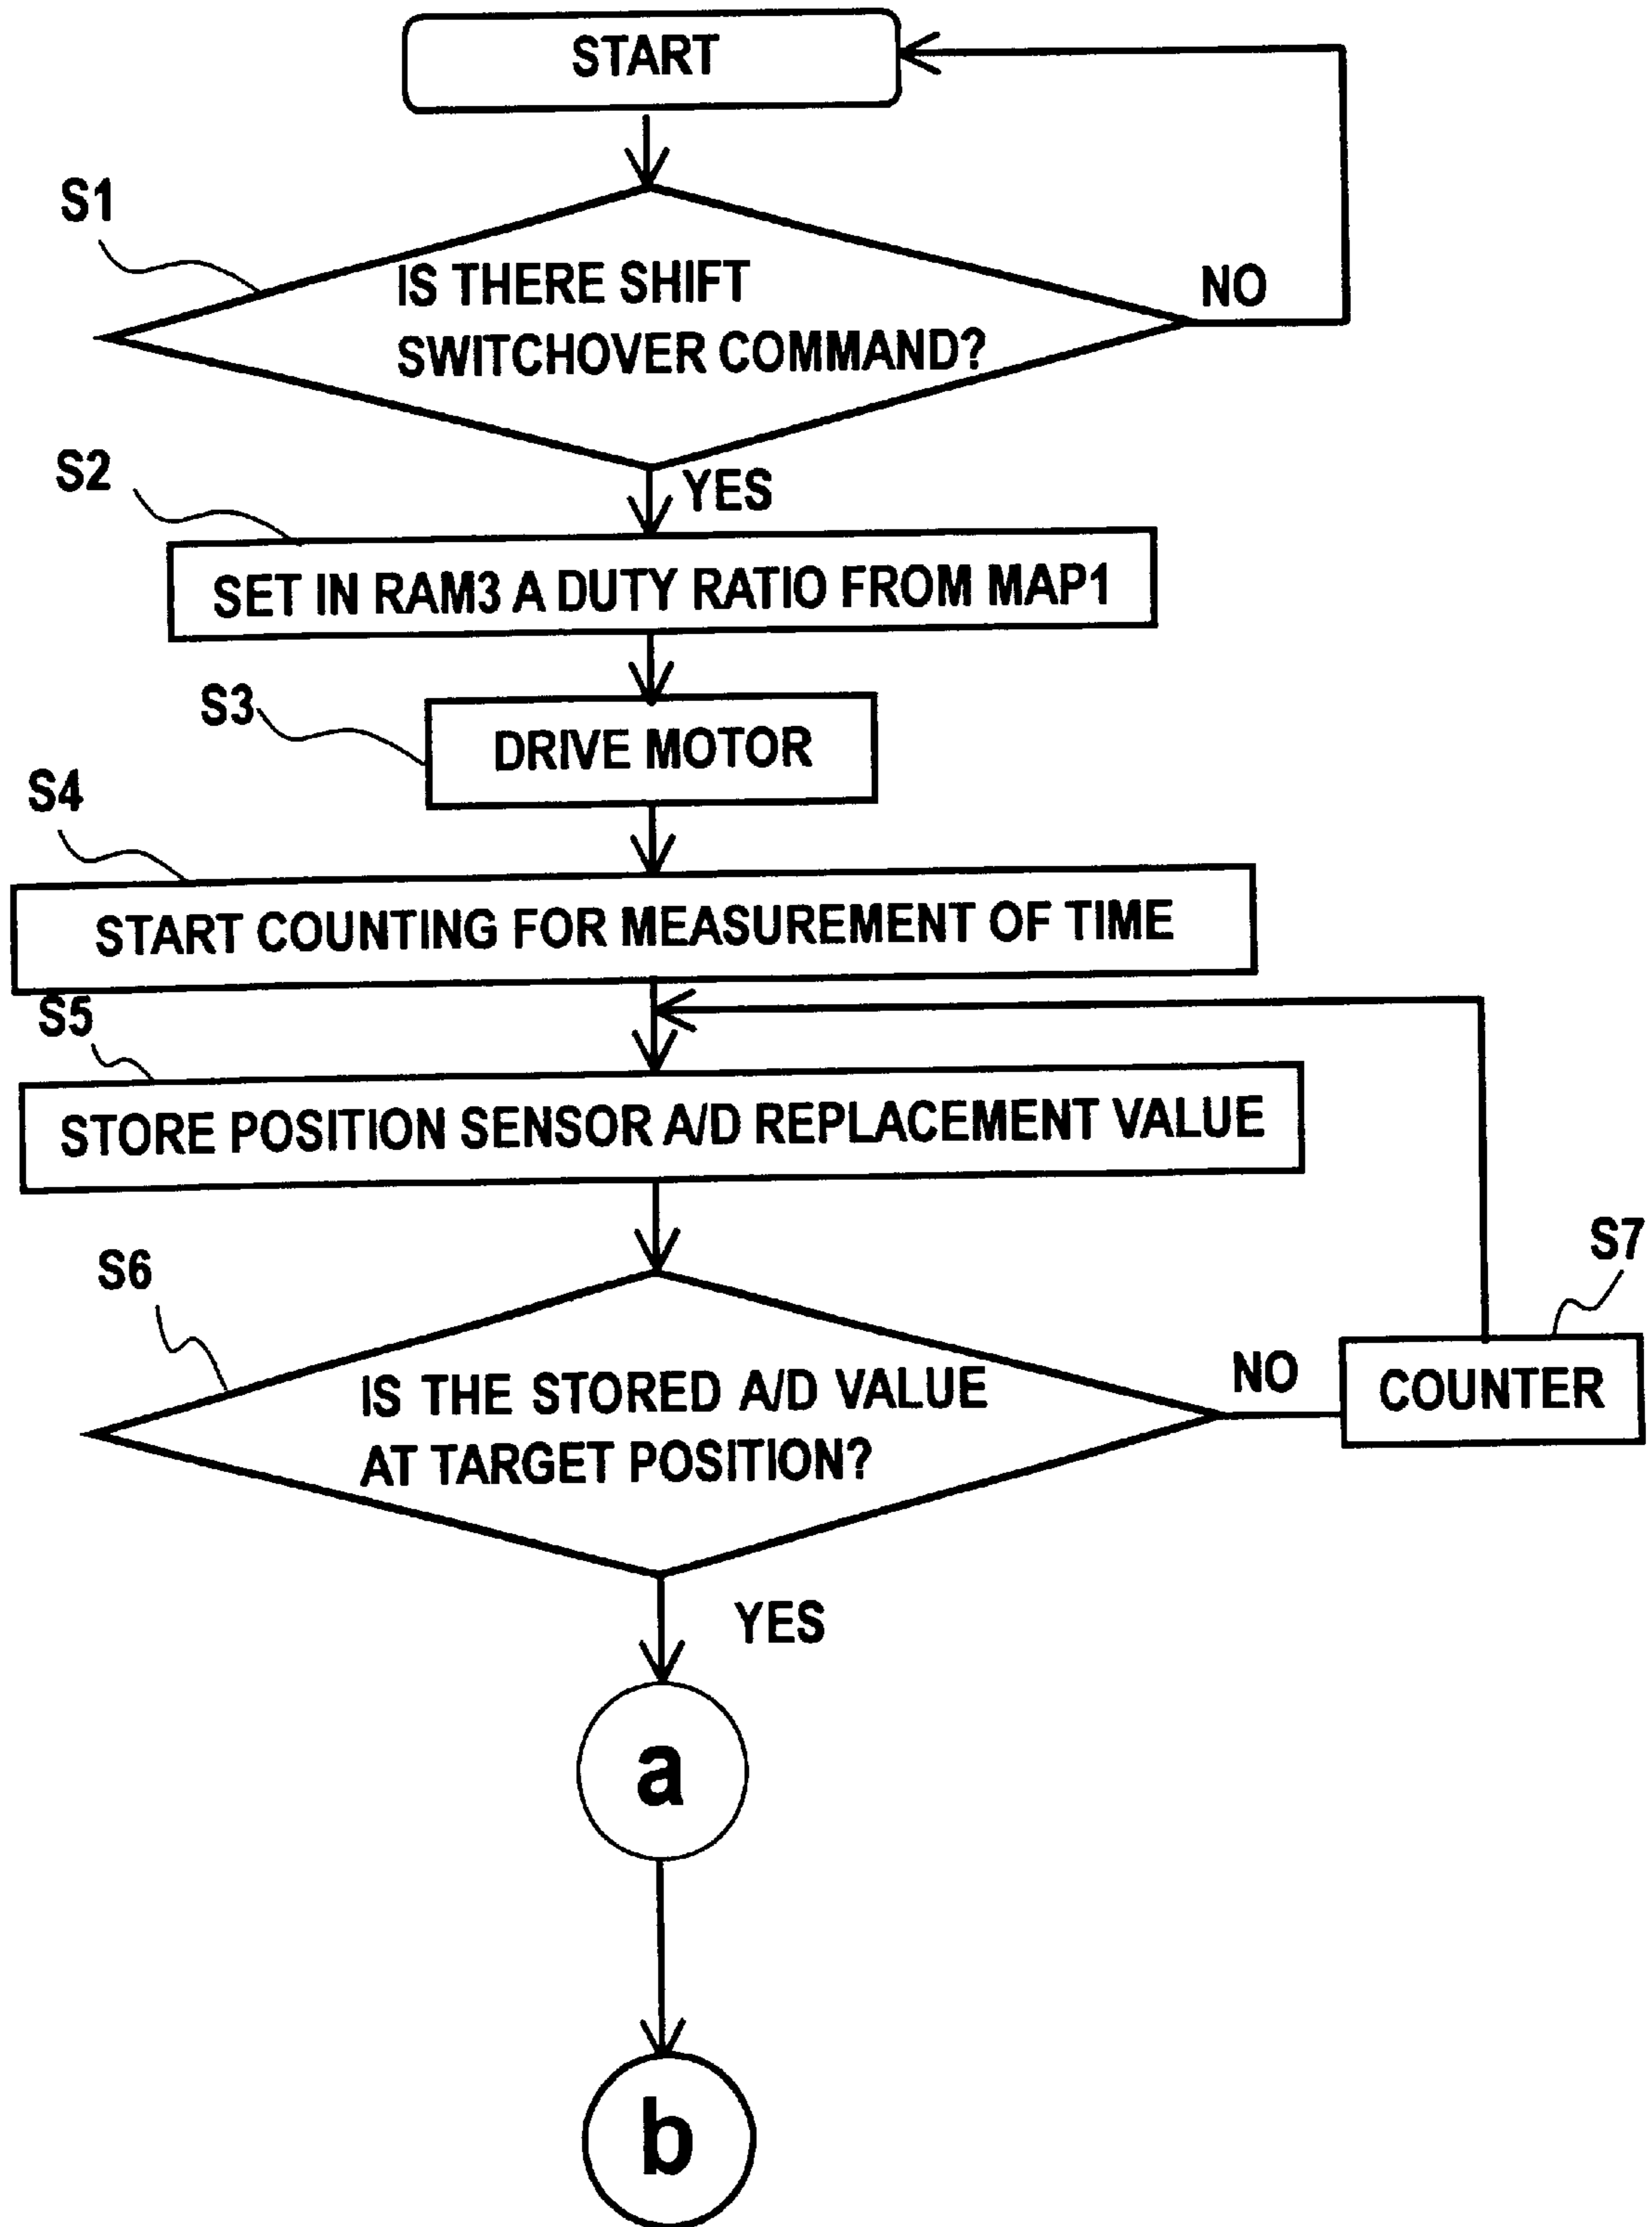 START
S1
IS THERE SHIFT
SWITCHOVER COMMAND?
NO
YES
S2
SET IN RAM3 A DUTY RATIO FROM MAP1
S3
DRIVE MOTOR
S4
START COUNTING FOR MEASUREMENT OF TIME
S5
STORE POSITION SENSOR A/D REPLACEMENT VALUE
S6
IS THE STORED A/D VALUE
AT TARGET POSITION?
NO
S7
COUNTER
YES
a
b